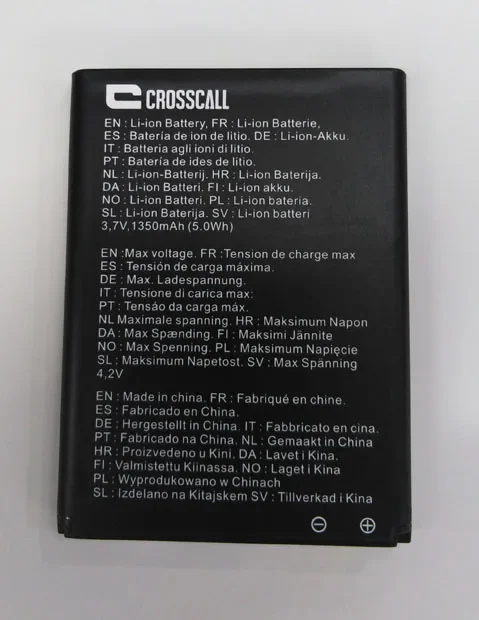 CROSSCALL
EN : Li-ion Battery, FR : Li-ion Batterie,
ES : Batería de ion de litio. DE : Li-ion-Akku.
IT : Batteria agli ioni di litio.
PT : Batería de ides de litio.
NL : Li-ion-Batterij. HR : Li-ion Baterija.
DA : Li-ion Batteri. FI : Li-ion akku.
NO : Li-ion Batteri. PL : Li-ion bateria.
SL : Li-ion Baterija. SV : Li-ion batteri
3,7V,1350mAh (5.0Wh)
EN :Max voltage. FR :Tension de charge max
ES : Tensión de carga máxima.
DE : Max. Ladespannung.
IT : Tensione di carica max:
PT : Tensáo da carga máx.
NL Maximale spanning. HR : Maksimum Napon
DA : Max Spænding. FI : Maksimi Jännite
NO : Max Spenning. PL : Maksimum Napięcie
SL : Maksimum Napetost. SV : Max Spänning
4,2V
EN : Made in china. FR : Fabriqué en chine.
ES : Fabricado en China.
DE : Hergestellt in China. IT : Fabbricato en cina.
PT : Fabricado na China. NL : Gemaakt in China
HR : Proizvedeno u Kini. DA : Lavet i Kina.
FI : Valmistettu Kiinassa. NO : Laget i Kina
PL : Wyprodukowano w Chinach
SL : Izdelano na Kitajskem SV : Tillverkad i Kina